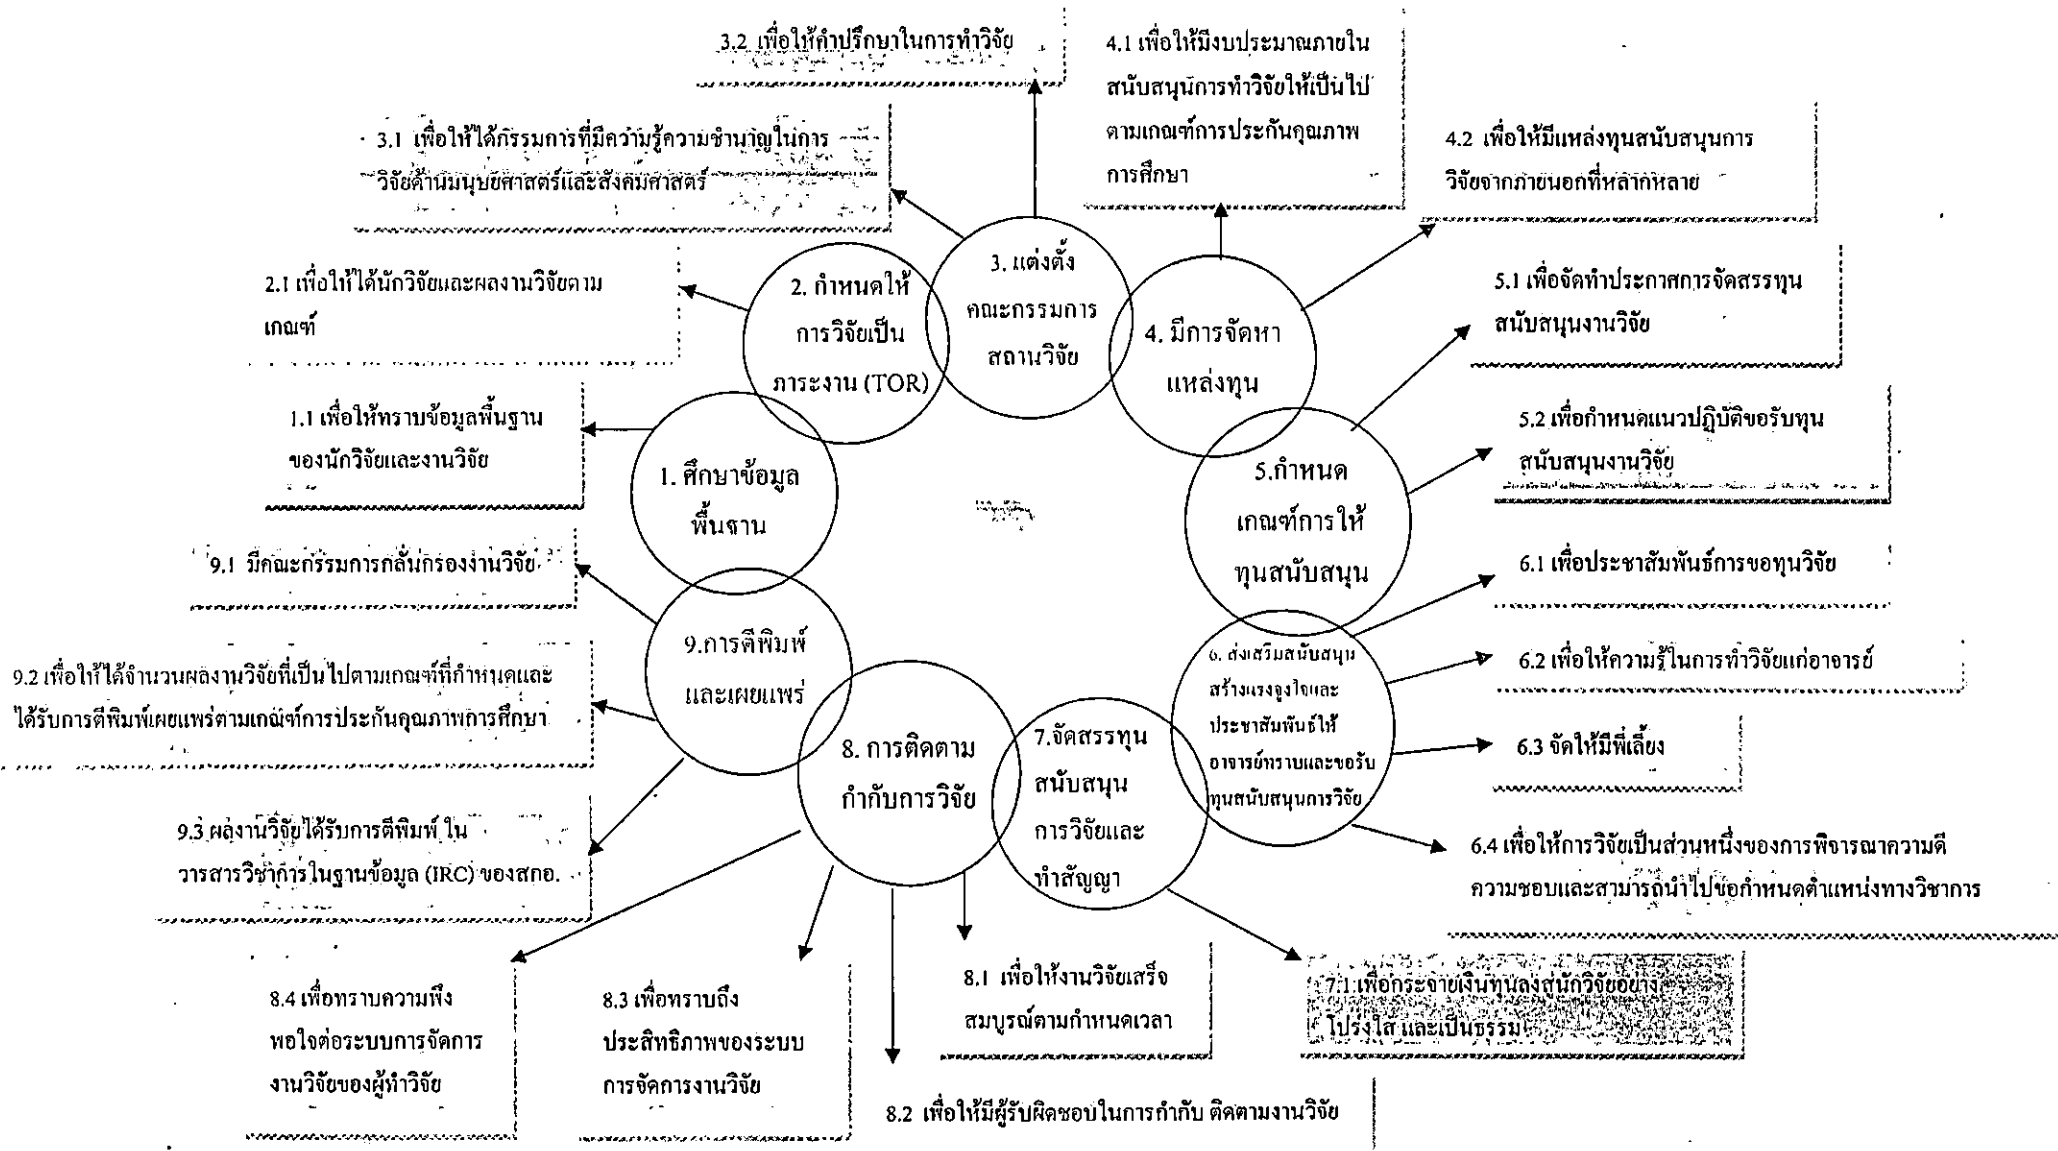 3.2 เพื่อให้คำปรึกษาในการทำวิจัย
4.1 เพื่อให้มีงบประมาณภายใน
สนับสนุนการทำวิจัยให้เป็นไป
ตามเกณฑ์การประกันคุณภาพ
การศึกษา
3.1 เพื่อให้ได้กรรมการที่มีความรู้ความชำนาญในการ
วิจัยด้านมนุษยศาสตร์และสังคมศาสตร์
4.2 เพื่อให้มีแหล่งทุนสนับสนุนการ
วิจัยจากภายนอกที่หลากหลาย
2.1 เพื่อให้ได้นักวิจัยและผลงานวิจัยตาม
เกณฑ์
2. กำหนดให้
การวิจัยเป็น
ภาระงาน (TOR)
3. แต่งตั้ง
คณะกรรมการ
สถานวิจัย
4. มีการจัดหา
แหล่งทุน
5.1 เพื่อจัดทำประกาศการจัดสรรทุน
สนับสนุนงานวิจัย
1.1 เพื่อให้ทราบข้อมูลพื้นฐาน
ของนักวิจัยและงานวิจัย
1. ศึกษาข้อมูล
พื้นฐาน
5.กำหนด
เกณฑ์การให้
ทุนสนับสนุน
5.2 เพื่อกำหนดแนวปฏิบัติขอรับทุน
สนับสนุนงานวิจัย
9.1 มีคณะกรรมการกลั่นกรองงานวิจัย
6.1 เพื่อประชาสัมพันธ์การขอทุนวิจัย
9.การตีพิมพ์
และเผยแพร่
6. ส่งเสริมสนับสนุน
สร้างแรงจูงใจและ
ประชาสัมพันธ์ให้
อาจารย์ทราบและขอรับ
ทุนสนับสนุนการวิจัย
6.2 เพื่อให้ความรู้ในการทำวิจัยแก่อาจารย์
9.2 เพื่อให้ได้จำนวนผลงานวิจัยที่เป็นไปตามเกณฑ์ที่กำหนดและ
ได้รับการตีพิมพ์เผยแพร่ตามเกณฑ์การประกันคุณภาพการศึกษา
8. การติดตาม
กำกับการวิจัย
7.จัดสรรทุน
สนับสนุน
การวิจัยและ
ทำสัญญา
6.3 จัดให้มีพี่เลี้ยง
9.3 ผลงานวิจัยได้รับการตีพิมพ์ ใน
วารสารวิชาการในฐานข้อมูล (IRC) ของสกอ.
6.4 เพื่อให้การวิจัยเป็นส่วนหนึ่งของการพิจารณาความดี
ความชอบและสามารถนำไปขอกำหนดตำแหน่งทางวิชาการ
8.4 เพื่อทราบความพึง
พอใจต่อระบบการจัดการ
งานวิจัยของผู้ทำวิจัย
8.3 เพื่อทราบถึง
ประสิทธิภาพของระบบ
การจัดการงานวิจัย
8.1 เพื่อให้งานวิจัยเสร็จ
สมบูรณ์ตามกำหนดเวลา
7.1 เพื่อกระจายเงินทุนลงสู่นักวิจัยอย่าง
โปร่งใส และเป็นธรรม
8.2 เพื่อให้มีผู้รับผิดชอบในการกำกับ ติดตามงานวิจัย